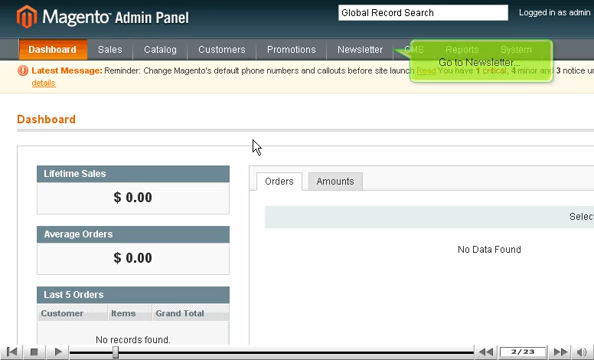 Magento Admin Panel
Global Record Search
Logged in as admin
Dashboard Sales Catalog Customers Promotions Newsletter CMS Reports System
Go to Newsletter...
Latest Message: Reminder: Change Magento's default phone numbers and callouts before site launch Read You have 1 critical, 4 minor and 3 notice
details
Dashboard
Lifetime Sales
$ 0.00
Average Orders
$ 0.00
Last 5 Orders
Customer Items Grand Total
No records found.
Orders Amounts
Select
No Data Found
2/23